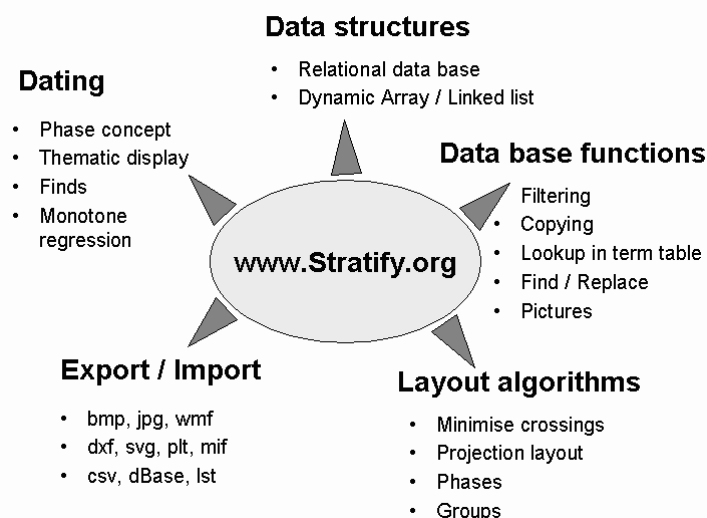 Data structures
• Relational data base
• Dynamic Array / Linked list
Dating
• Phase concept
• Thematic display
• Finds
• Monotone
regression
Data base functions
Filtering
• Copying
• Lookup in term table
• Find / Replace
• Pictures
www.Stratify.org
Export / Import
• bmp, jpg, wmf
• dxf, svg, plt, mif
• csv, dBase, lst
Layout algorithms
• Minimise crossings
• Projection layout
• Phases
• Groups